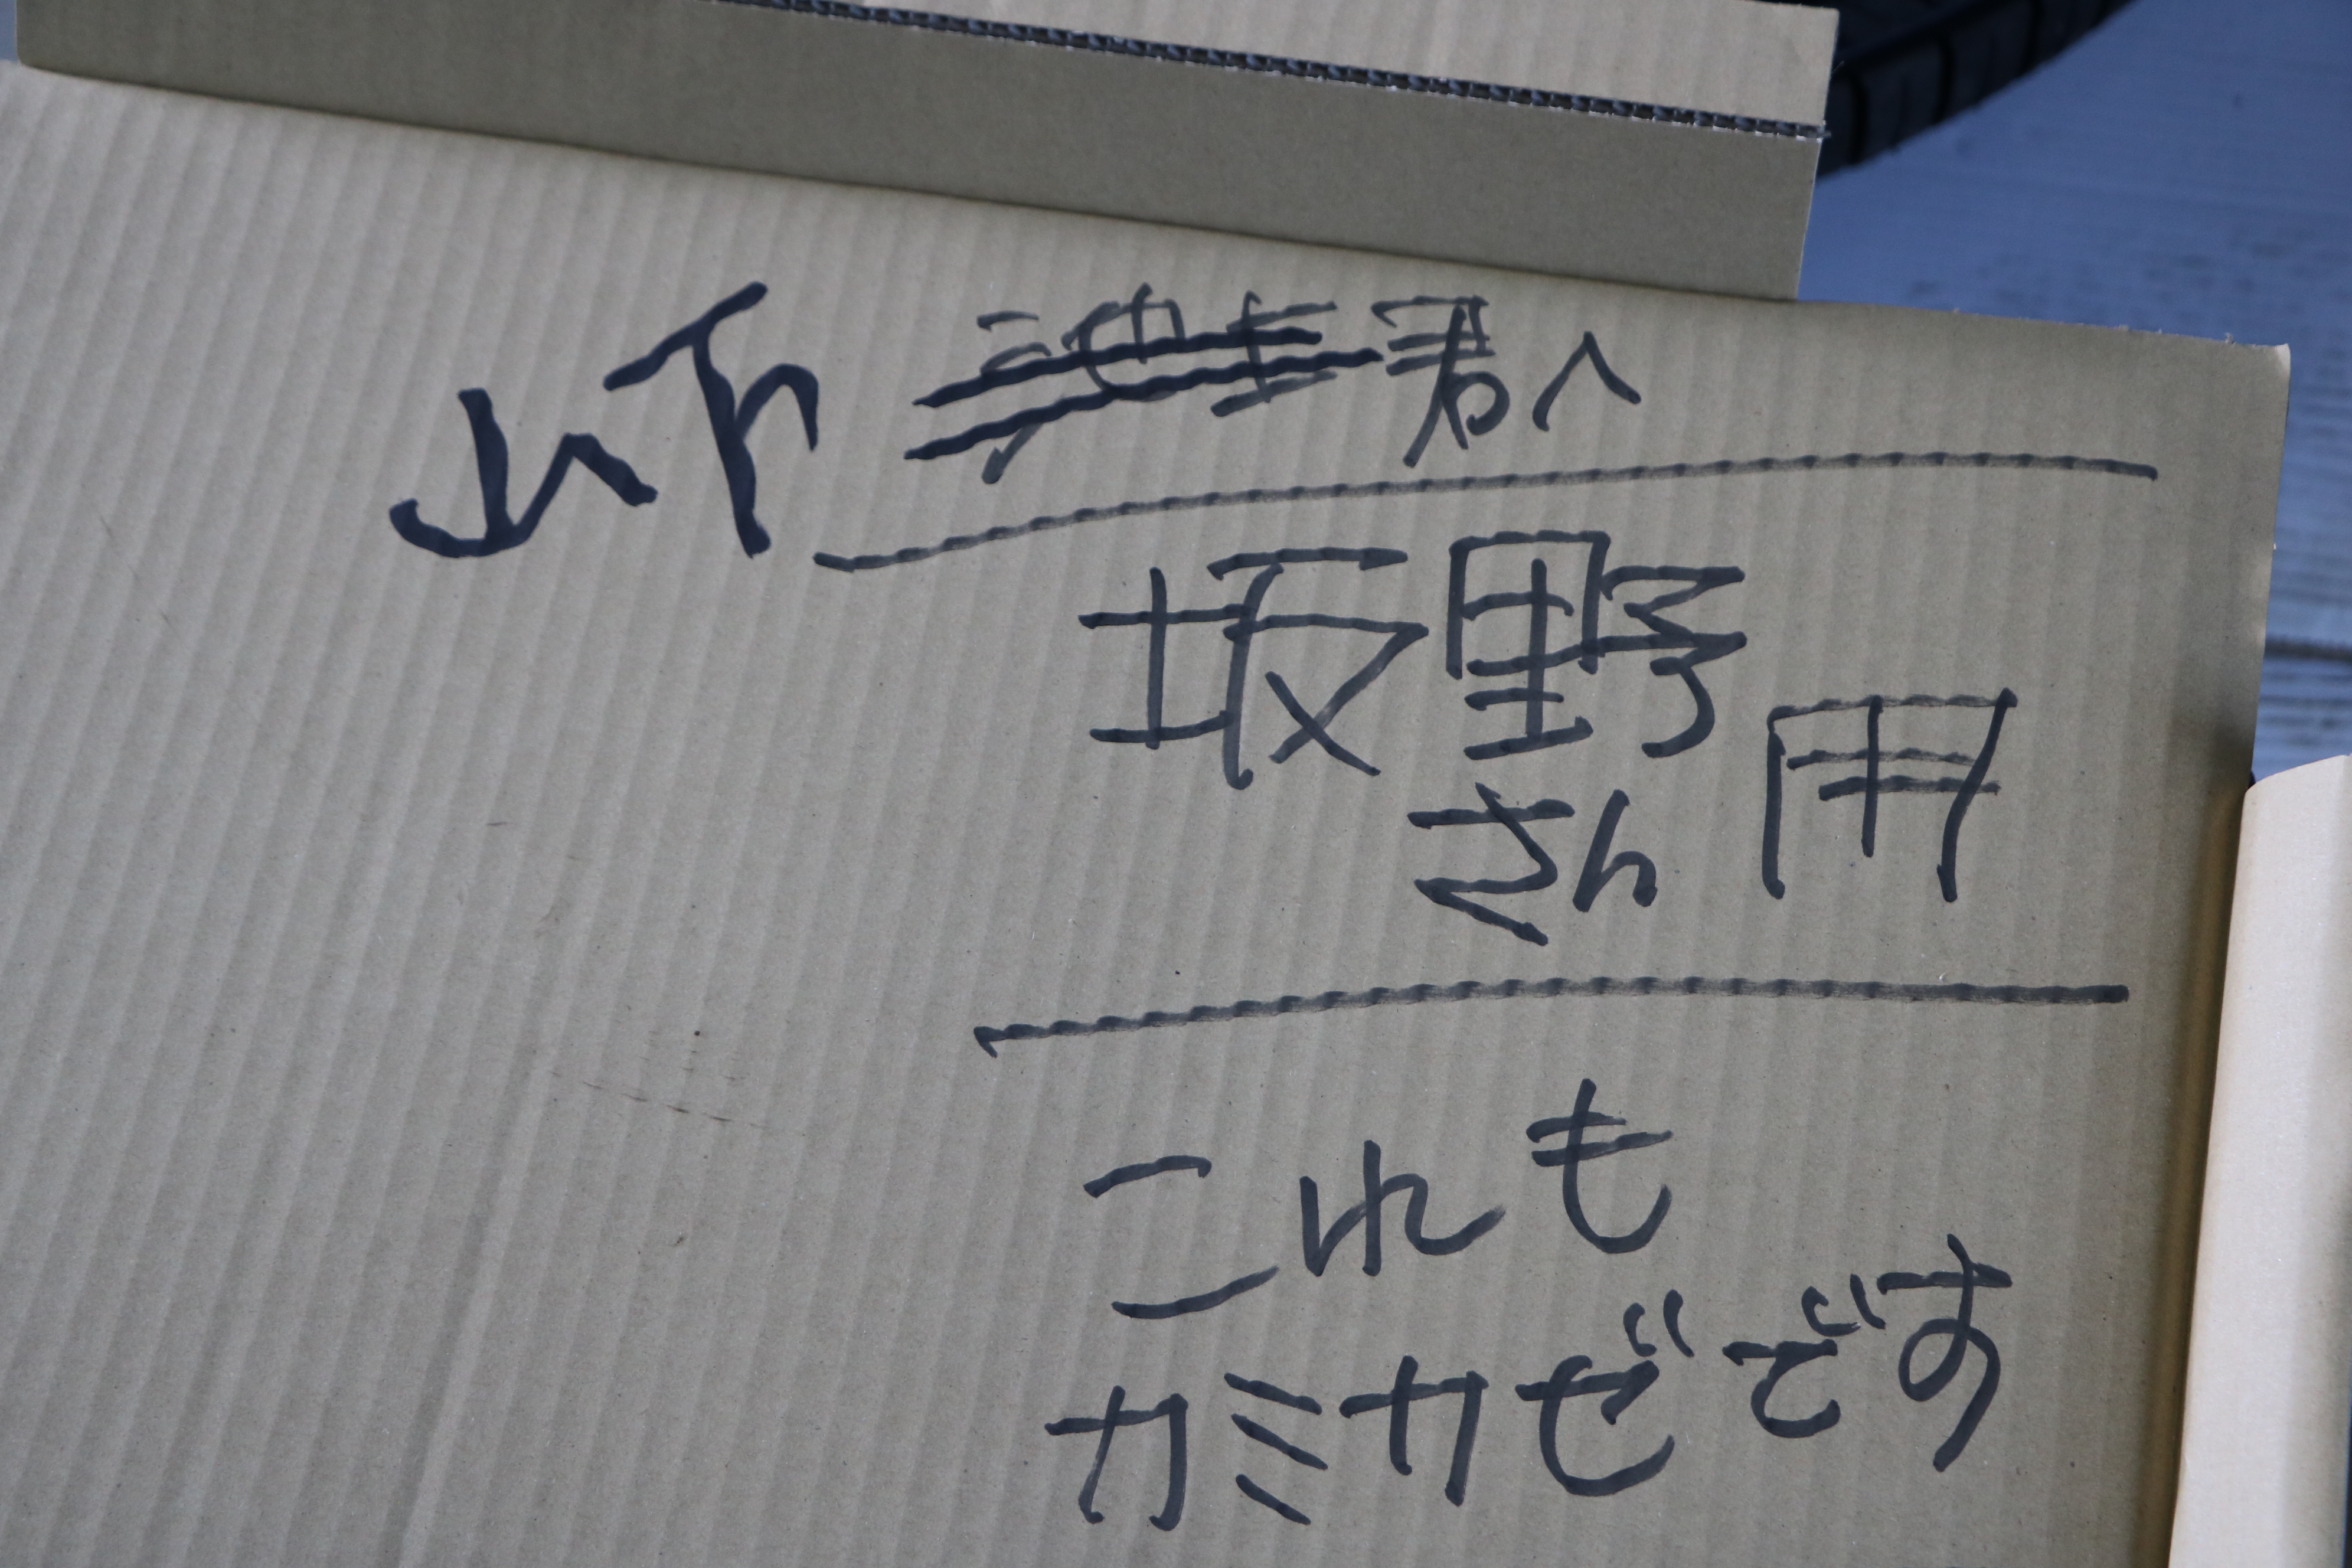 山下 君へ
坂野
さん用
これも
カミカゼです